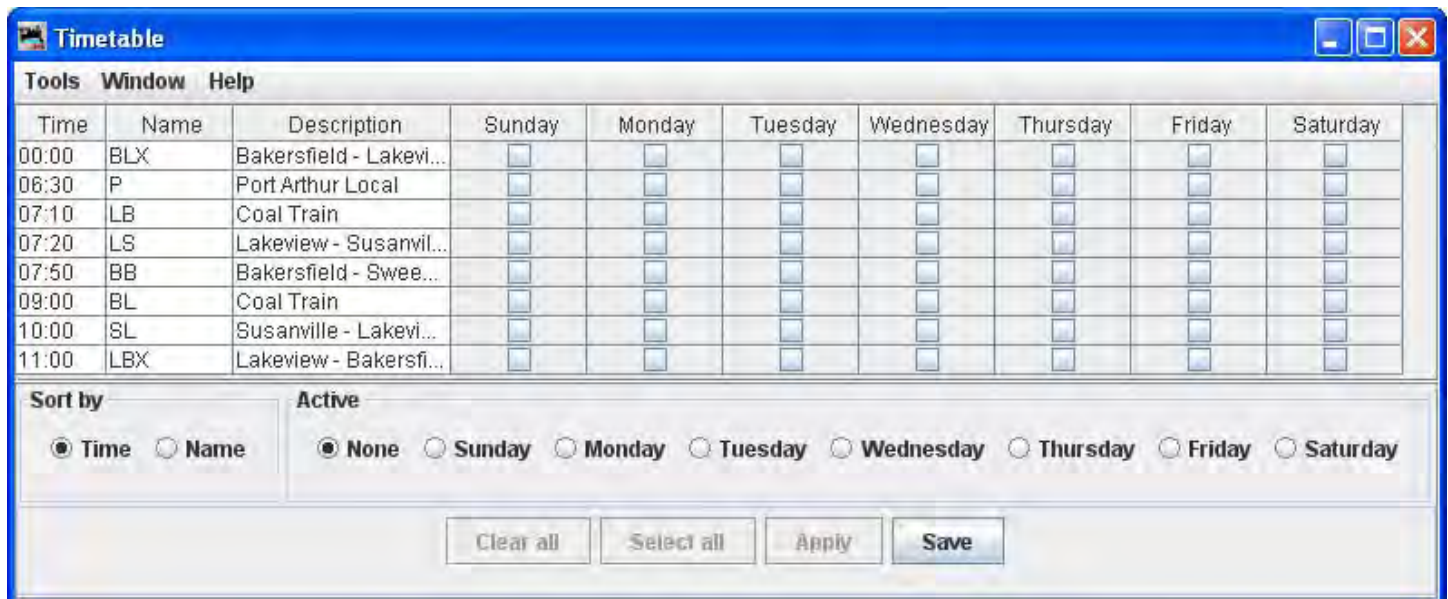 Timetable
Tools Window Help
Time Name Description Sunday Monday Tuesday Wednesday Thursday Friday Saturday
00:00 BLX Bakersfield - Lakevi...
06:30 P Port Arthur Local
07:10 LB Coal Train
07:20 LS Lakeview - Susanvil...
07:50 BB Bakersfield - Swee...
09:00 BL Coal Train
10:00 SL Susanville - Lakevi...
11:00 LBX Lakeview - Bakersfi...
Sort by Active
Time Name None Sunday Monday Tuesday Wednesday Thursday Friday Saturday
Clear all Select all Apply Save